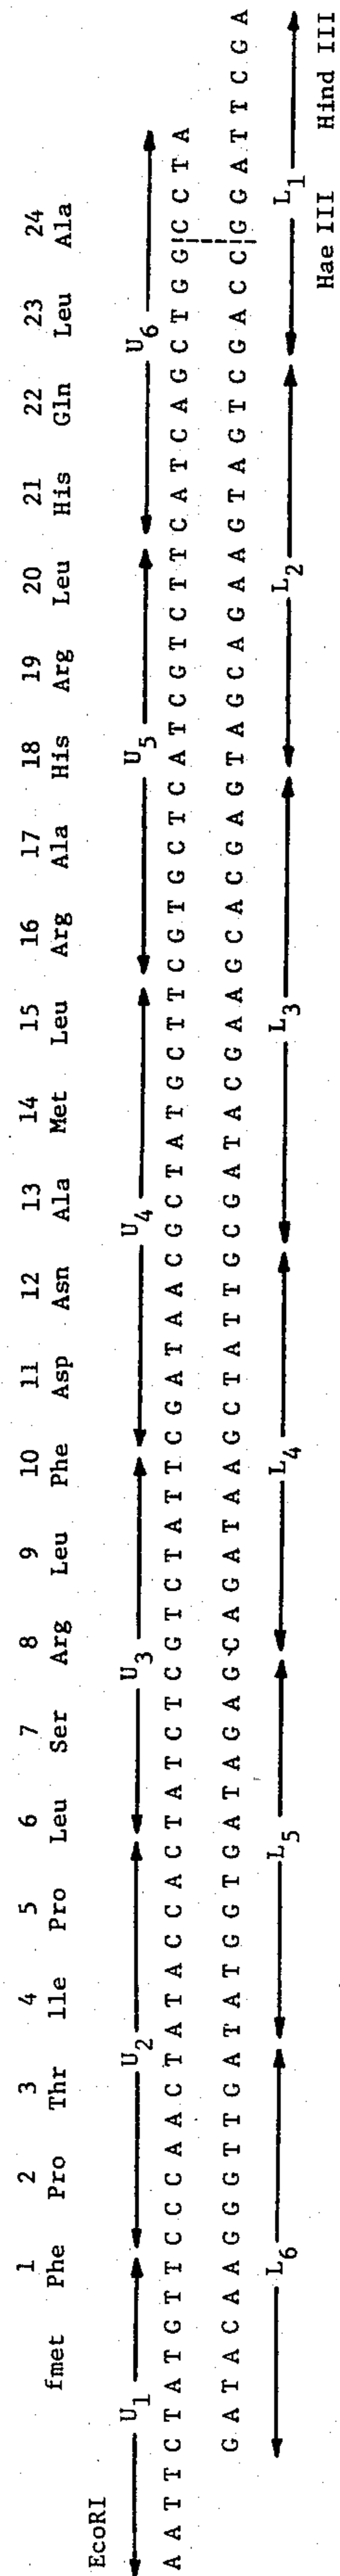 1 2 3 4 5 6 7 8 9 10 11 12 13 14 15 16 17 18 19 20 21 22 23 24
fmet Phe Pro Thr Ile Pro Leu Ser Arg Leu Phe Asp Asn Ala Met Leu Arg Ala His Arg Leu His Gln Leu Ala
EcoRI
U1 U2 U3 U4 U5 U6
A A T T C T A T G T T C C C A A C T A T A C C A C T A T C T C G T C T A T T C G A T A A C G C T A T G C T T C G T G C T C A T C G T C T T C A T C A G C T G G C C T A
G A T A C A A G G G T T G A T A T G G T G A T A G A G C A G A T A A G C T A T T G C G A T A C G A A G C A C G A G T A G C A G A A G T A G T C G A C C G G A T T C G A
L6 L5 L4 L3 L2 L1
Hae III Hind III